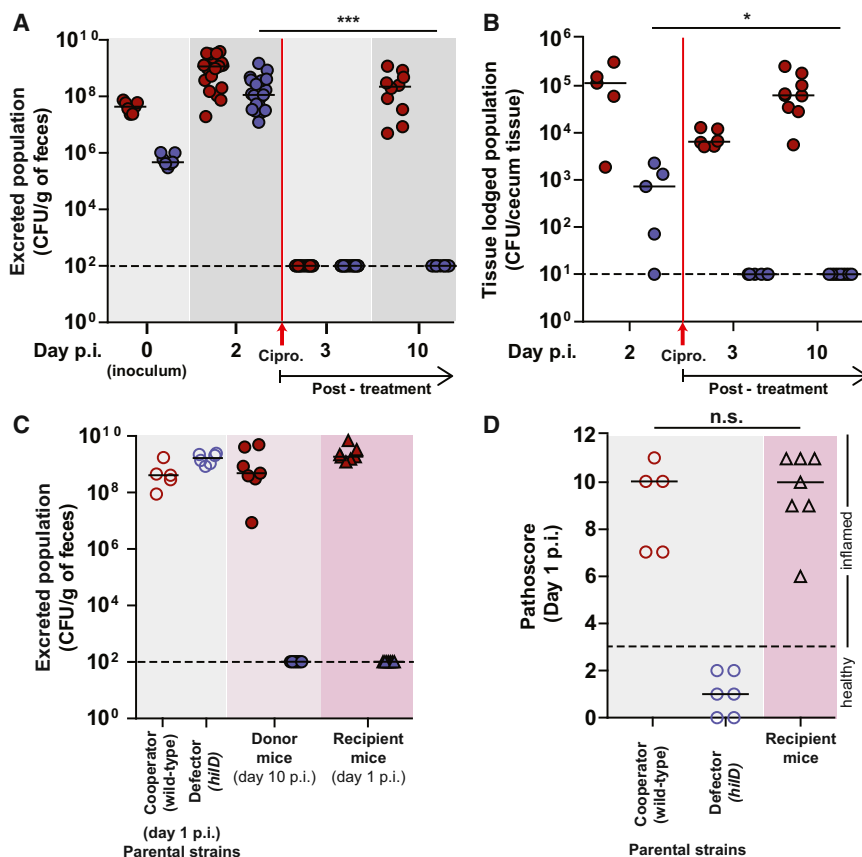 A
***
Excreted population
(CFU/g of feces)
10^10
10^8
10^6
10^4
10^2
10^0
Day p.i.
0
(inoculum)
2
Cipro.
3
10
Post - treatment
B
*
Tissue lodged population
(CFU/cecum tissue)
10^6
10^5
10^4
10^3
10^2
10^1
10^0
Day p.i.
2
Cipro.
3
10
Post - treatment
C
Excreted population
(CFU/g of feces)
10^10
10^8
10^6
10^4
10^2
10^0
Cooperator
(wild-type)
Defector
(hilD)
(day 1 p.i.)
Parental strains
Donor
mice
(day 10 p.i.)
Recipient
mice
(day 1 p.i.)
D
n.s.
Pathoscore
(Day 1 p.i.)
12
10
8
6
4
2
0
inflamed
healthy
Cooperator
(wild-type)
Defector
(hilD)
Recipient
mice
Parental strains